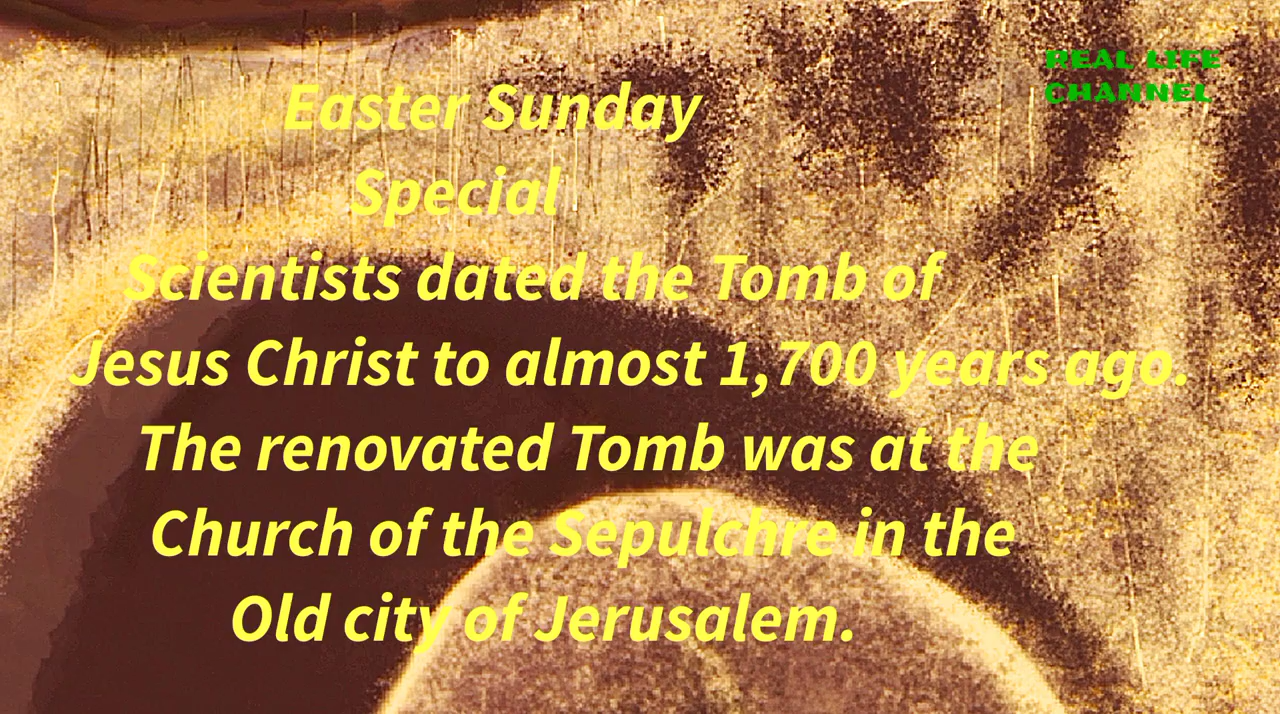 REAL LIFE
CHANNEL
Easter Sunday
Special
Scientists dated the Tomb of
Jesus Christ to almost 1,700 years ago.
The renovated Tomb was at the
Church of the Sepulchre in the
Old city of Jerusalem.